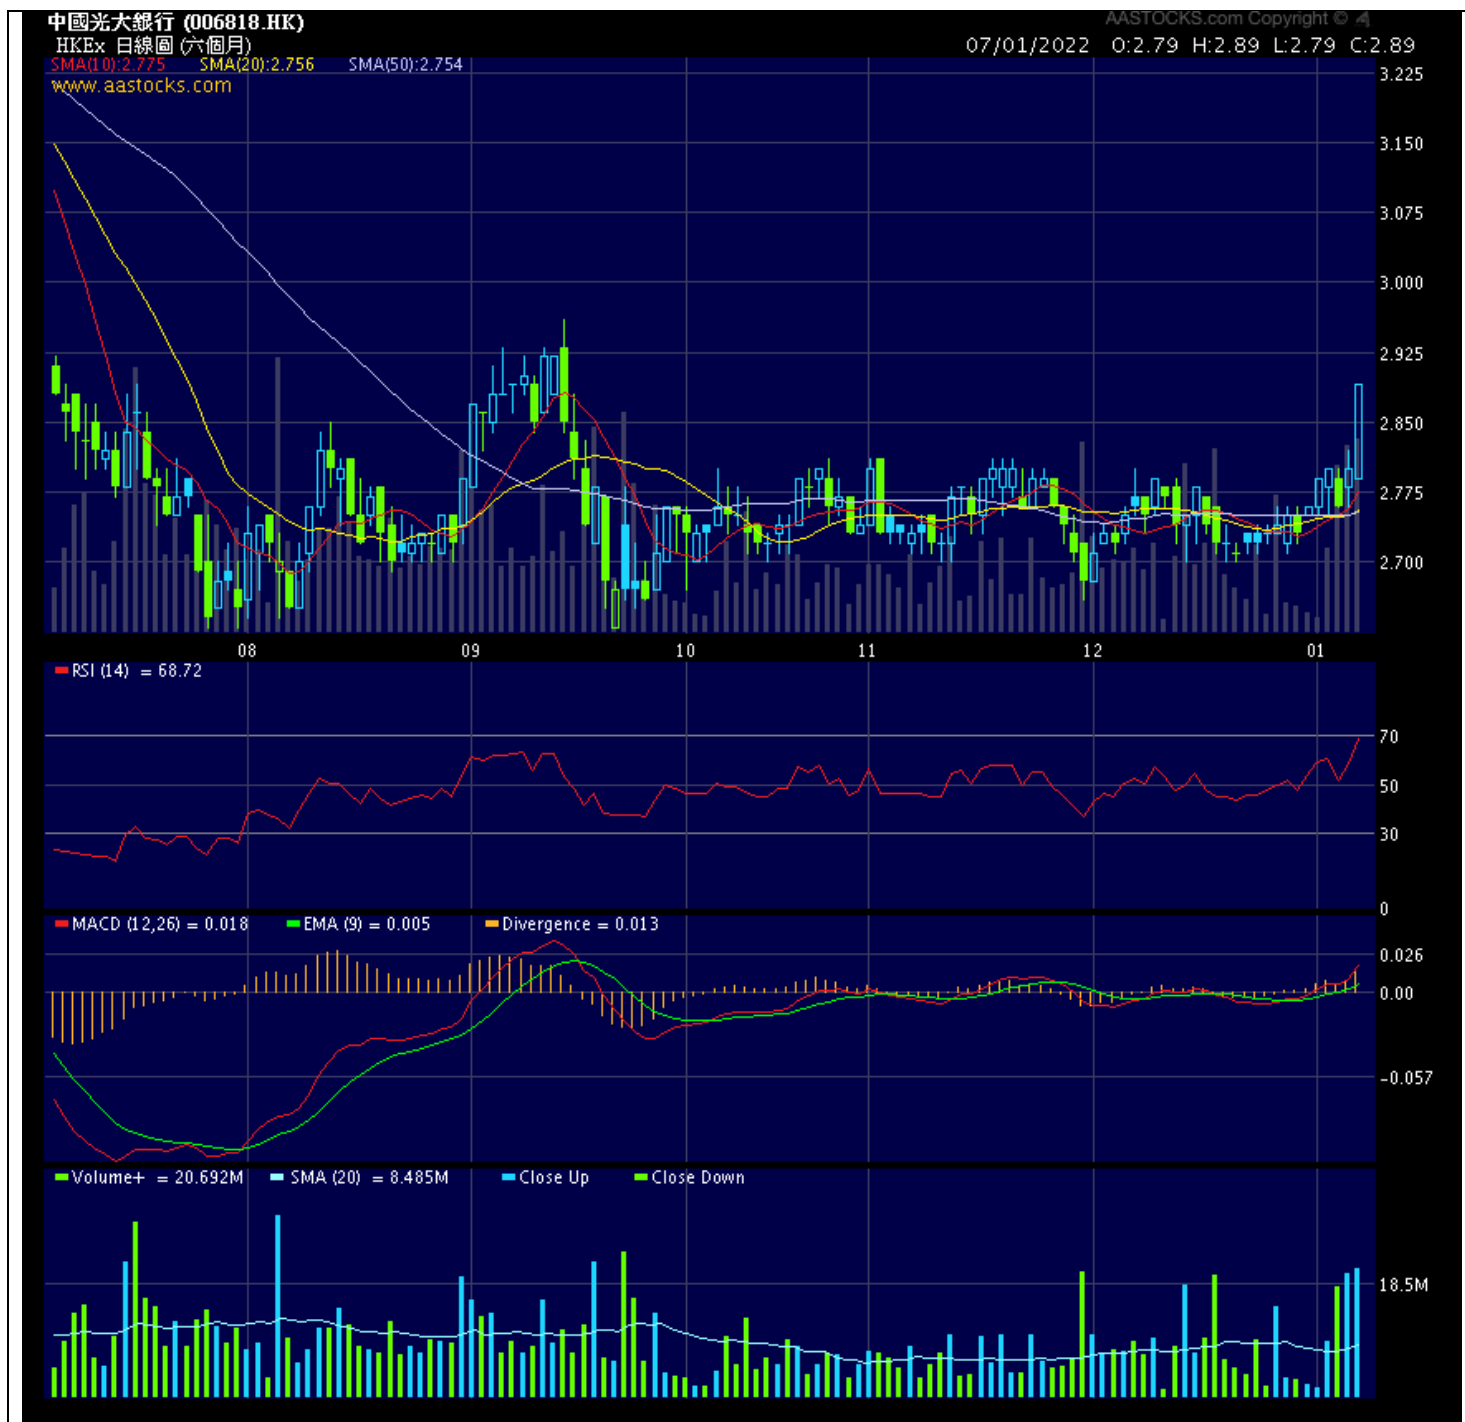 AASTOCKS.com Copyright ©
中國光大銀行 (006818.HK)
HKEx 日線圖 (六個月)
07/01/2022 O:2.79 H:2.89 L:2.79 C:2.89
SMA(10):2.775 SMA(20):2.756 SMA(50):2.754
www.aastocks.com
3.225
3.150
3.075
3.000
2.925
2.850
2.775
2.700
08 09 10 11 12 01
RSI (14) = 68.72
70
50
30
0
MACD (12,26) = 0.018 EMA (9) = 0.005 Divergence = 0.013
0.026
0.00
-0.057
Volume+ = 20.692M SMA (20) = 8.485M Close Up Close Down
18.5M